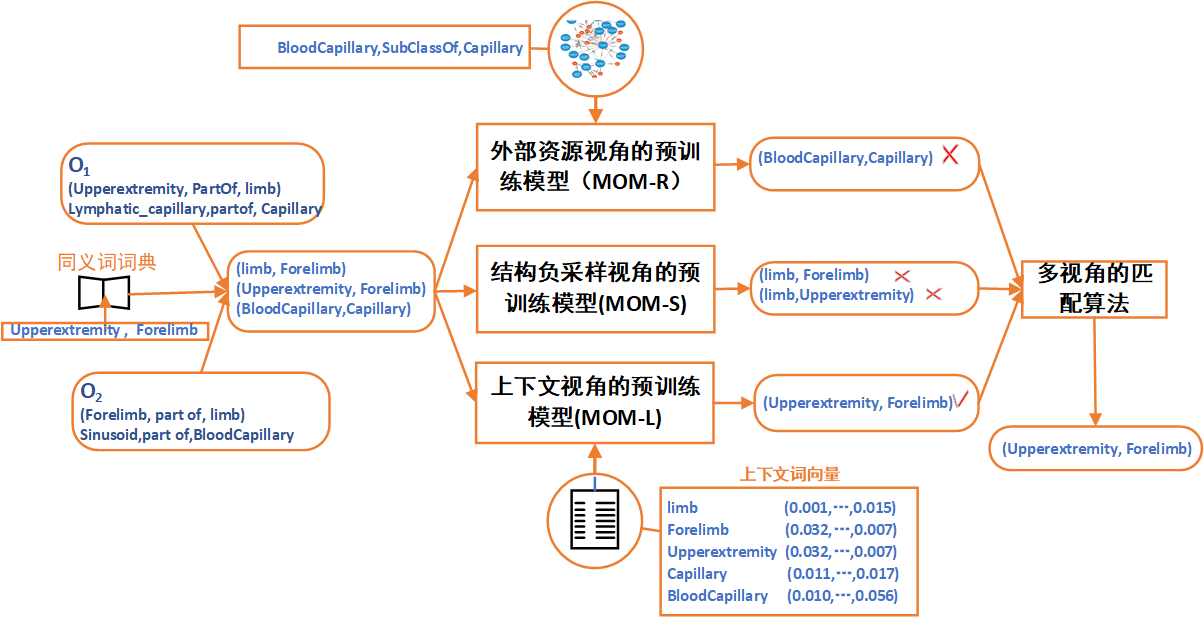 BloodCapillary,SubClassOf,Capillary
外部资源视角的预训
练模型（MOM-R）
(BloodCapillary,Capillary)
O1
(Upperextremity, PartOf, limb)
Lymphatic_capillary,partof, Capillary
同义词词典
Upperextremity , Forelimb
(limb, Forelimb)
(Upperextremity, Forelimb)
(BloodCapillary,Capillary)
结构负采样视角的预
训练模型(MOM-S)
(limb, Forelimb)
(limb,Upperextremity)
多视角的匹
配算法
O2
(Forelimb, part of, limb)
Sinusoid,part of,BloodCapillary
上下文视角的预训练
模型(MOM-L)
(Upperextremity, Forelimb)
(Upperextremity, Forelimb)
上下文词向量
limb (0.001,---,0.015)
Forelimb (0.032,---,0.007)
Upperextremity (0.032,---,0.007)
Capillary (0.011,---,0.017)
BloodCapillary (0.010,---,0.056)